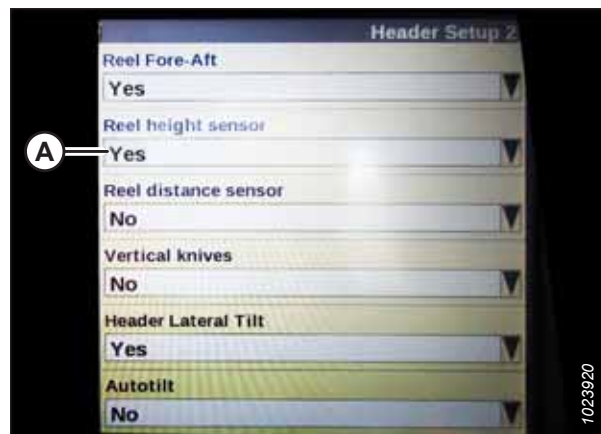 Header Setup 2
Reel Fore-Aft
Yes
Reel height sensor
A
Yes
Reel distance sensor
No
Vertical knives
No
Header Lateral Tilt
Yes
Autotilt
No
1023920